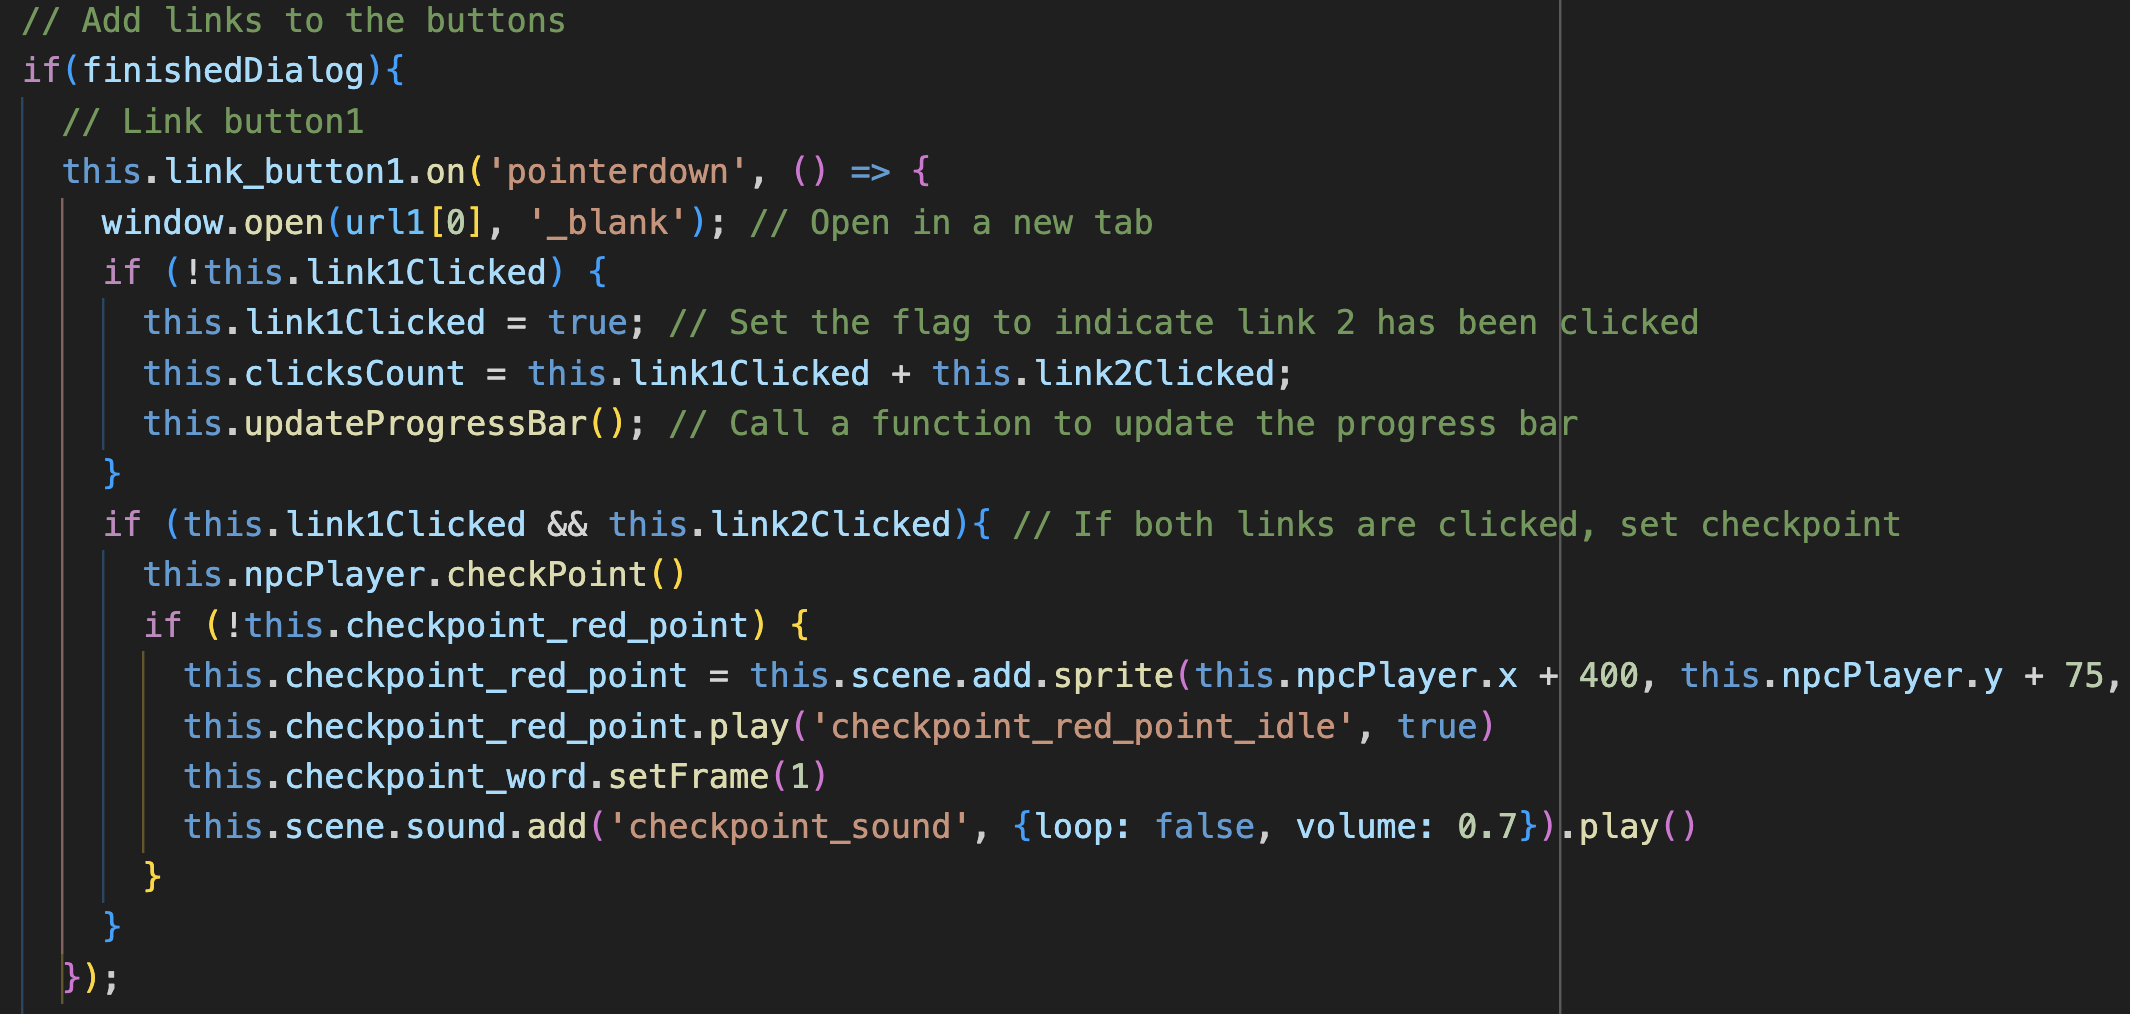 // Add links to the buttons
if(finishedDialog){
  // Link button1
  this.link_button1.on('pointerdown', () => {
    window.open(url1[0], '_blank'); // Open in a new tab
    if (!this.link1Clicked) {
      this.link1Clicked = true; // Set the flag to indicate link 2 has been clicked
      this.clicksCount = this.link1Clicked + this.link2Clicked;
      this.updateProgressBar(); // Call a function to update the progress bar
    }
    if (this.link1Clicked && this.link2Clicked){ // If both links are clicked, set checkpoint
      this.npcPlayer.checkPoint()
      if (!this.checkpoint_red_point) {
        this.checkpoint_red_point = this.scene.add.sprite(this.npcPlayer.x + 400, this.npcPlayer.y + 75,
        this.checkpoint_red_point.play('checkpoint_red_point_idle', true)
        this.checkpoint_word.setFrame(1)
        this.scene.sound.add('checkpoint_sound', {loop: false, volume: 0.7}).play()
      }
    }
  });